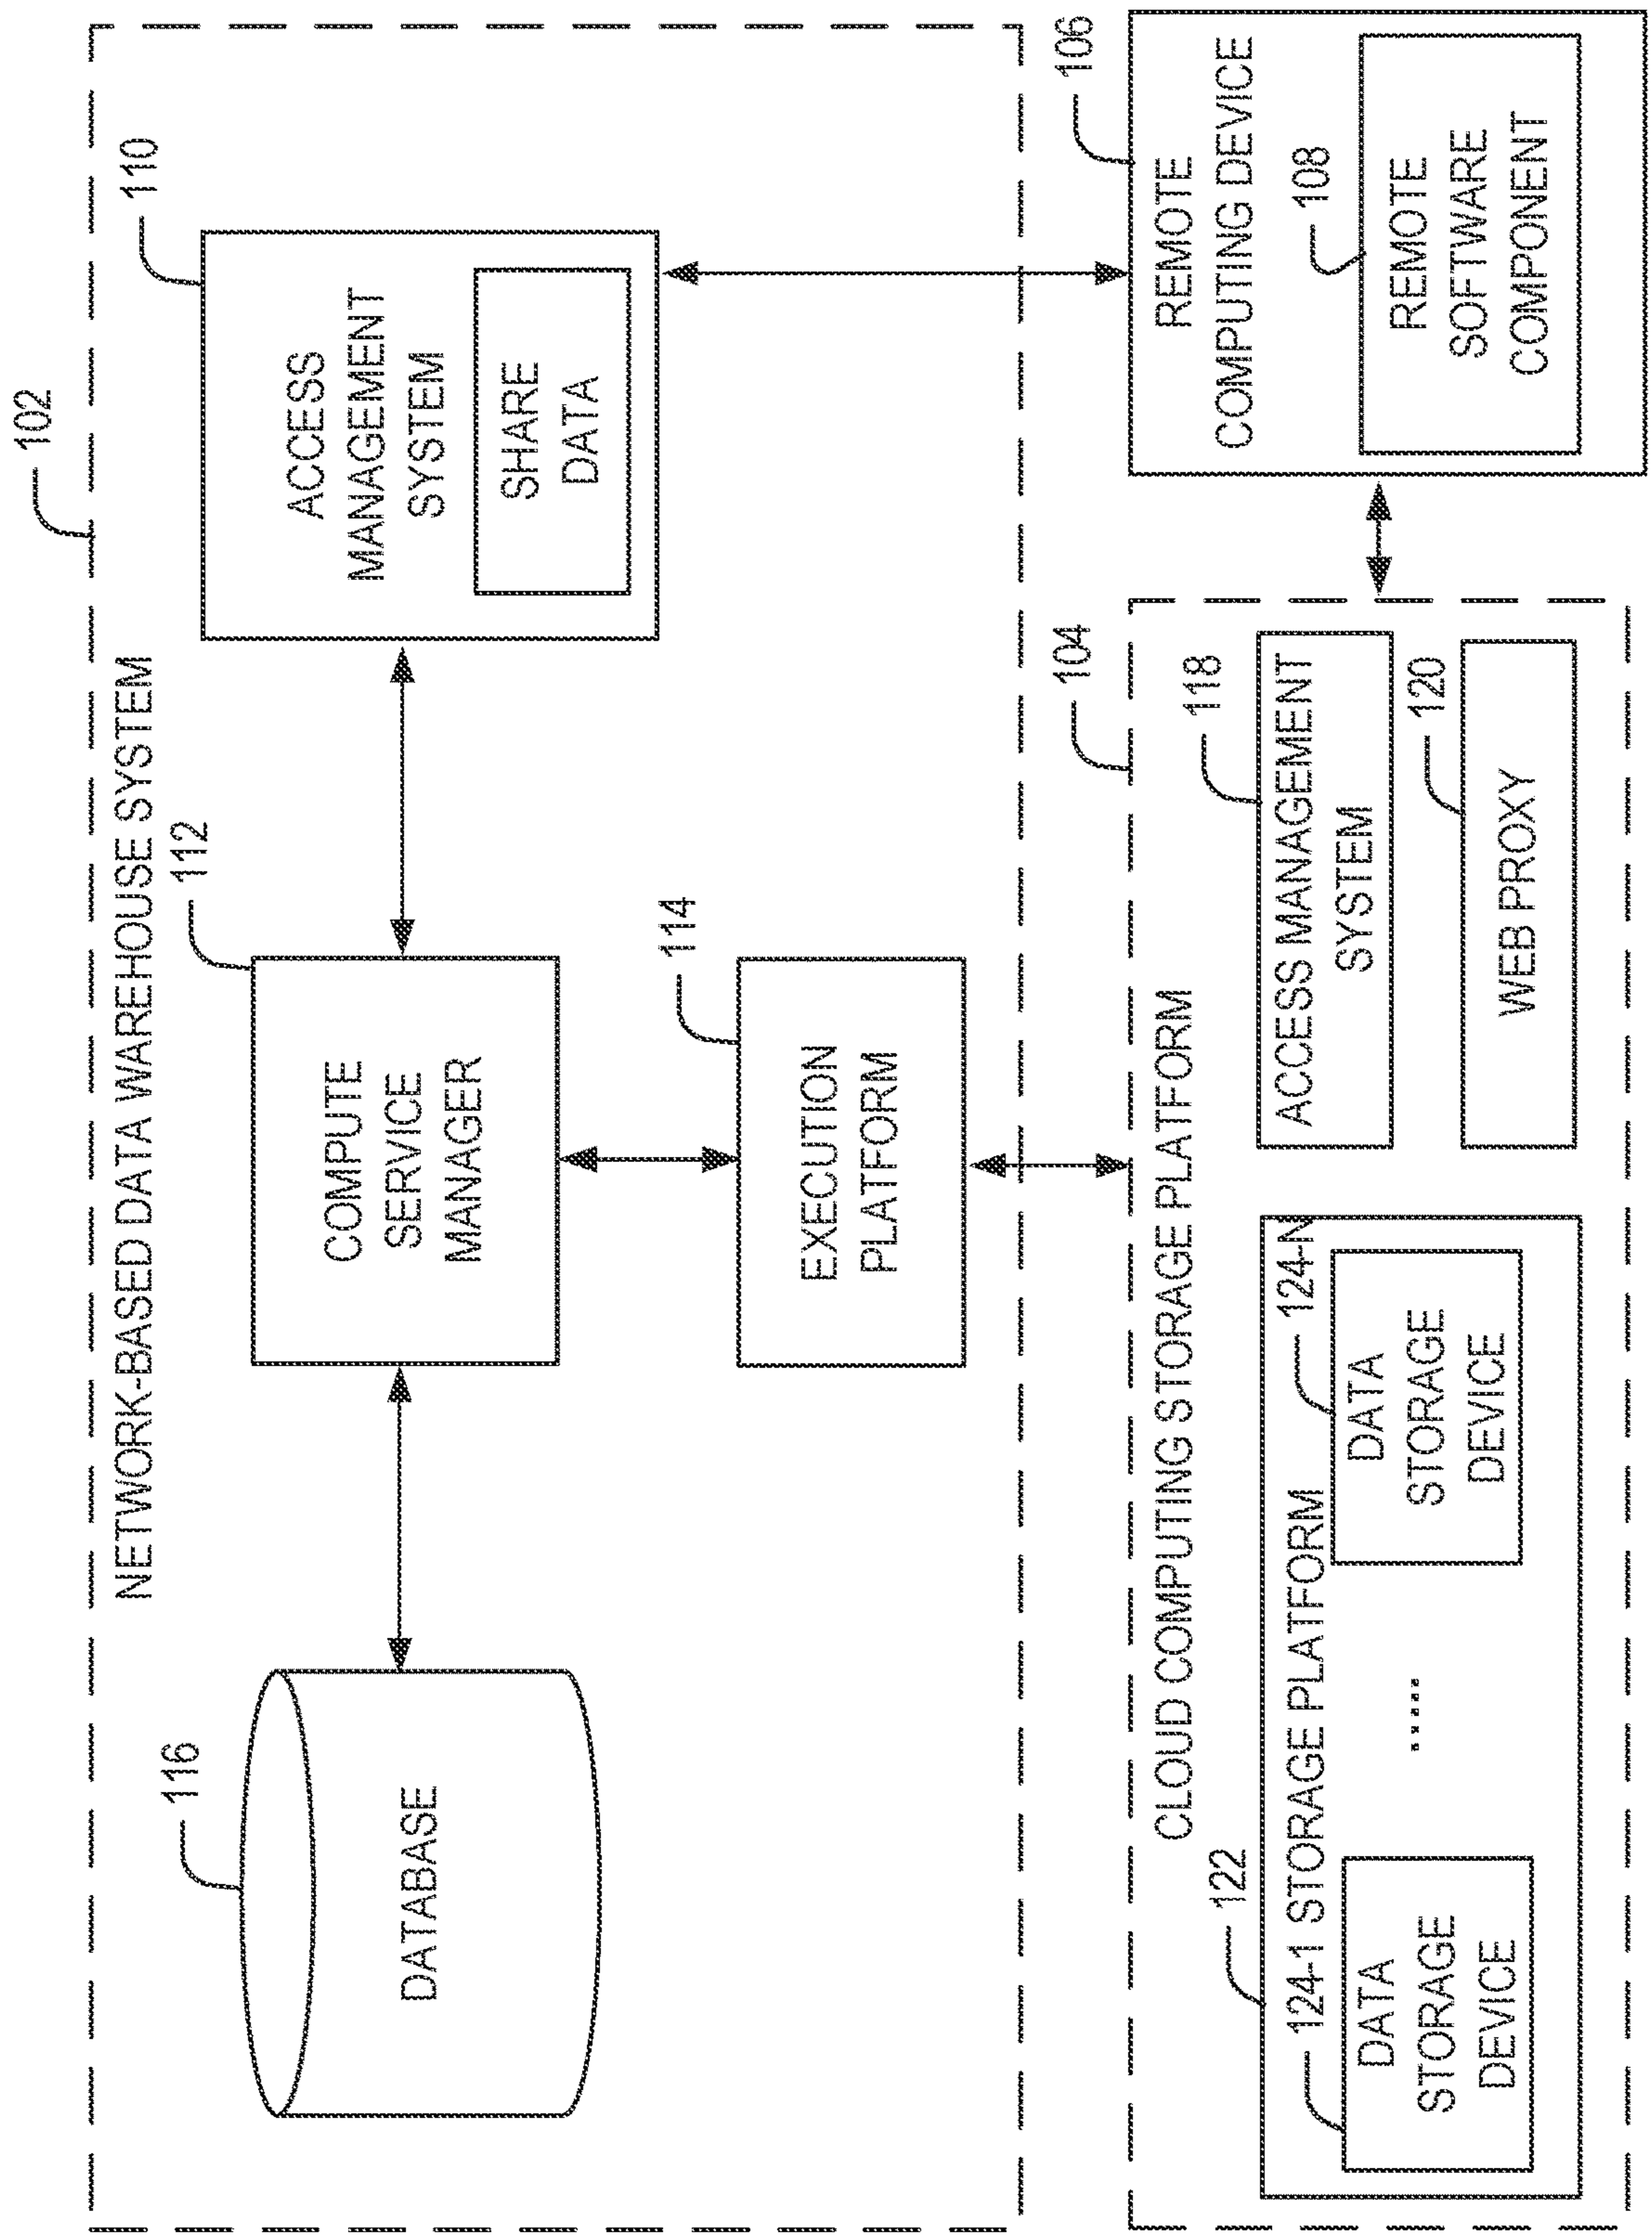 102
NETWORK-BASED DATA WAREHOUSE SYSTEM
116
DATABASE
112
COMPUTE
SERVICE
MANAGER
110
ACCESS
MANAGEMENT
SYSTEM
SHARE
DATA
114
EXECUTION
PLATFORM
104
CLOUD COMPUTING STORAGE PLATFORM
122
124-1 STORAGE PLATFORM
124-N
DATA
STORAGE
DEVICE
.....
DATA
STORAGE
DEVICE
118
ACCESS MANAGEMENT
SYSTEM
120
WEB PROXY
106
REMOTE
COMPUTING DEVICE
108
REMOTE
SOFTWARE
COMPONENT